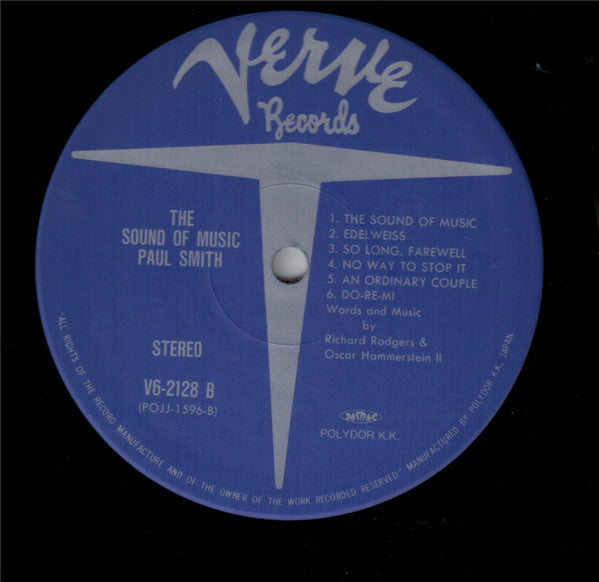 Verve
Records
THE
SOUND OF MUSIC
PAUL SMITH
STEREO
V6-2128 B
(POJJ-1596-B)
1. THE SOUND OF MUSIC
2. EDELWEISS
3. SO LONG, FAREWELL
4. NO WAY TO STOP IT
5. AN ORDINARY COUPLE
6. DO-RE-MI
Words and Music
by
Richard Rodgers &
Oscar Hammerstein II
POLYDOR K.K.
"ALL RIGHTS OF THE RECORD MANUFACTURE AND OF THE OWNER OF THE WORK RECORDED RESERVED" MANUFACTURED BY POLYDOR K.K. JAPAN